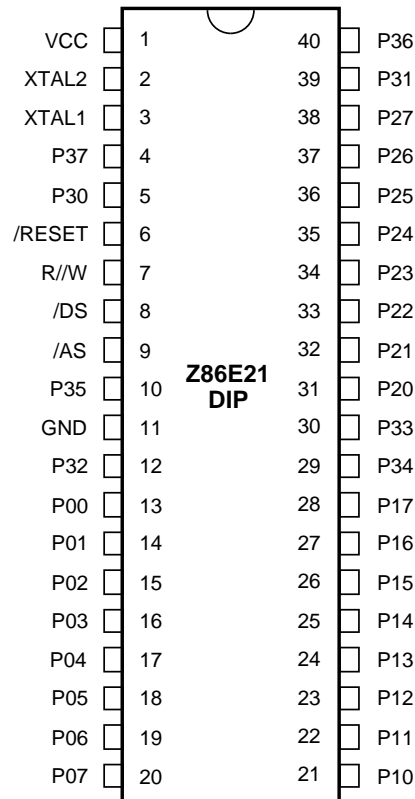 VCC 1 40 P36
XTAL2 2 39 P31
XTAL1 3 38 P27
P37 4 37 P26
P30 5 36 P25
/RESET 6 35 P24
R//W 7 34 P23
/DS 8 33 P22
/AS 9 32 P21
Z86E21
P35 10 31 P20
DIP
GND 11 30 P33
P32 12 29 P34
P00 13 28 P17
P01 14 27 P16
P02 15 26 P15
P03 16 25 P14
P04 17 24 P13
P05 18 23 P12
P06 19 22 P11
P07 20 21 P10